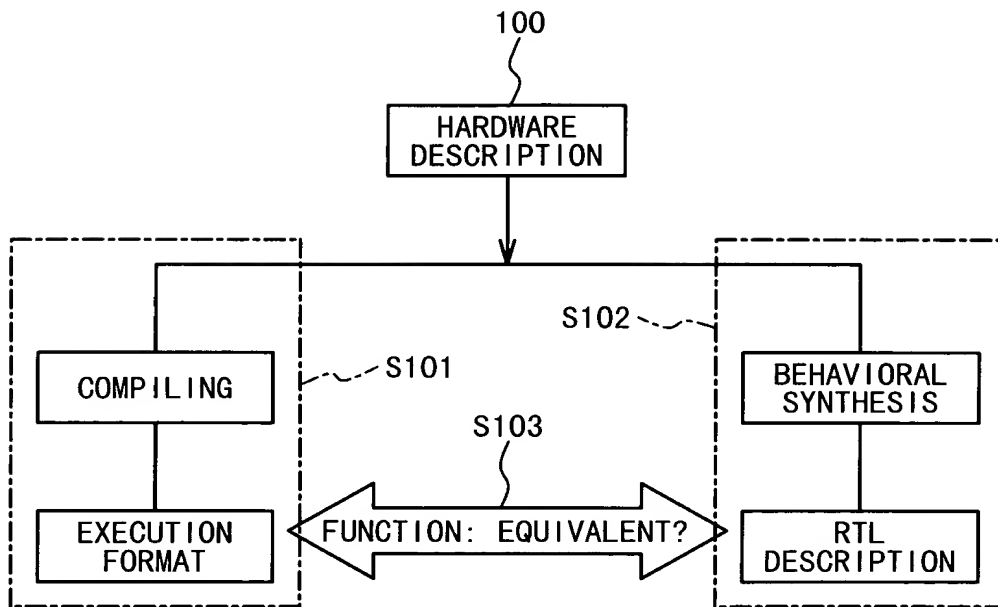 100
HARDWARE
DESCRIPTION
S102
COMPILING
S101
BEHAVIORAL
SYNTHESIS
S103
EXECUTION
FORMAT
FUNCTION: EQUIVALENT?
RTL
DESCRIPTION